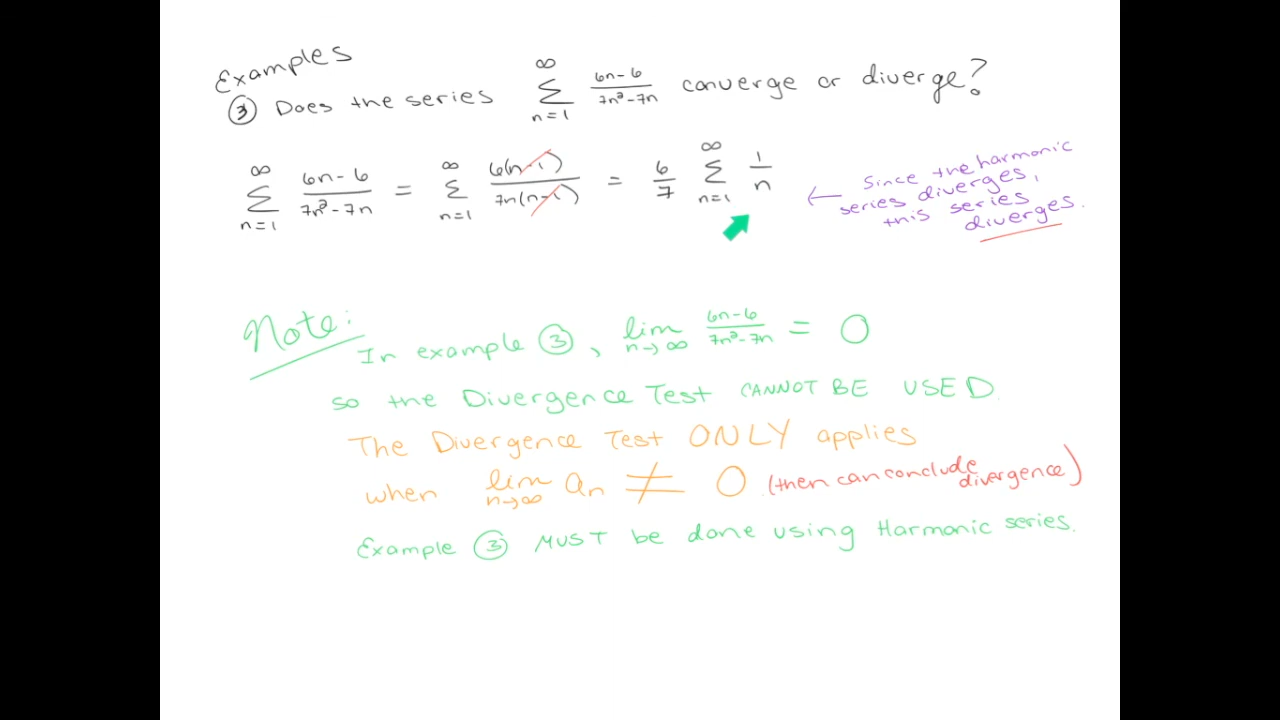 Examples
③ Does the series ∞ Σ n=1 6n-6 / 7n²-7n converge or diverge?
∞ Σ n=1 6n-6 / 7n²-7n = ∞ Σ n=1 6(n-1) / 7n(n-1) = 6/7 ∞ Σ n=1 1/n
← Since the harmonic
series diverges,
this series
diverges.
Note:
In example ③, lim n→∞ 6n-6 / 7n²-7n = 0
so the Divergence Test CANNOT BE USED.
The Divergence Test ONLY applies
when lim n→∞ an ≠ 0 (then can conclude divergence)
Example ③ MUST be done using Harmonic series.